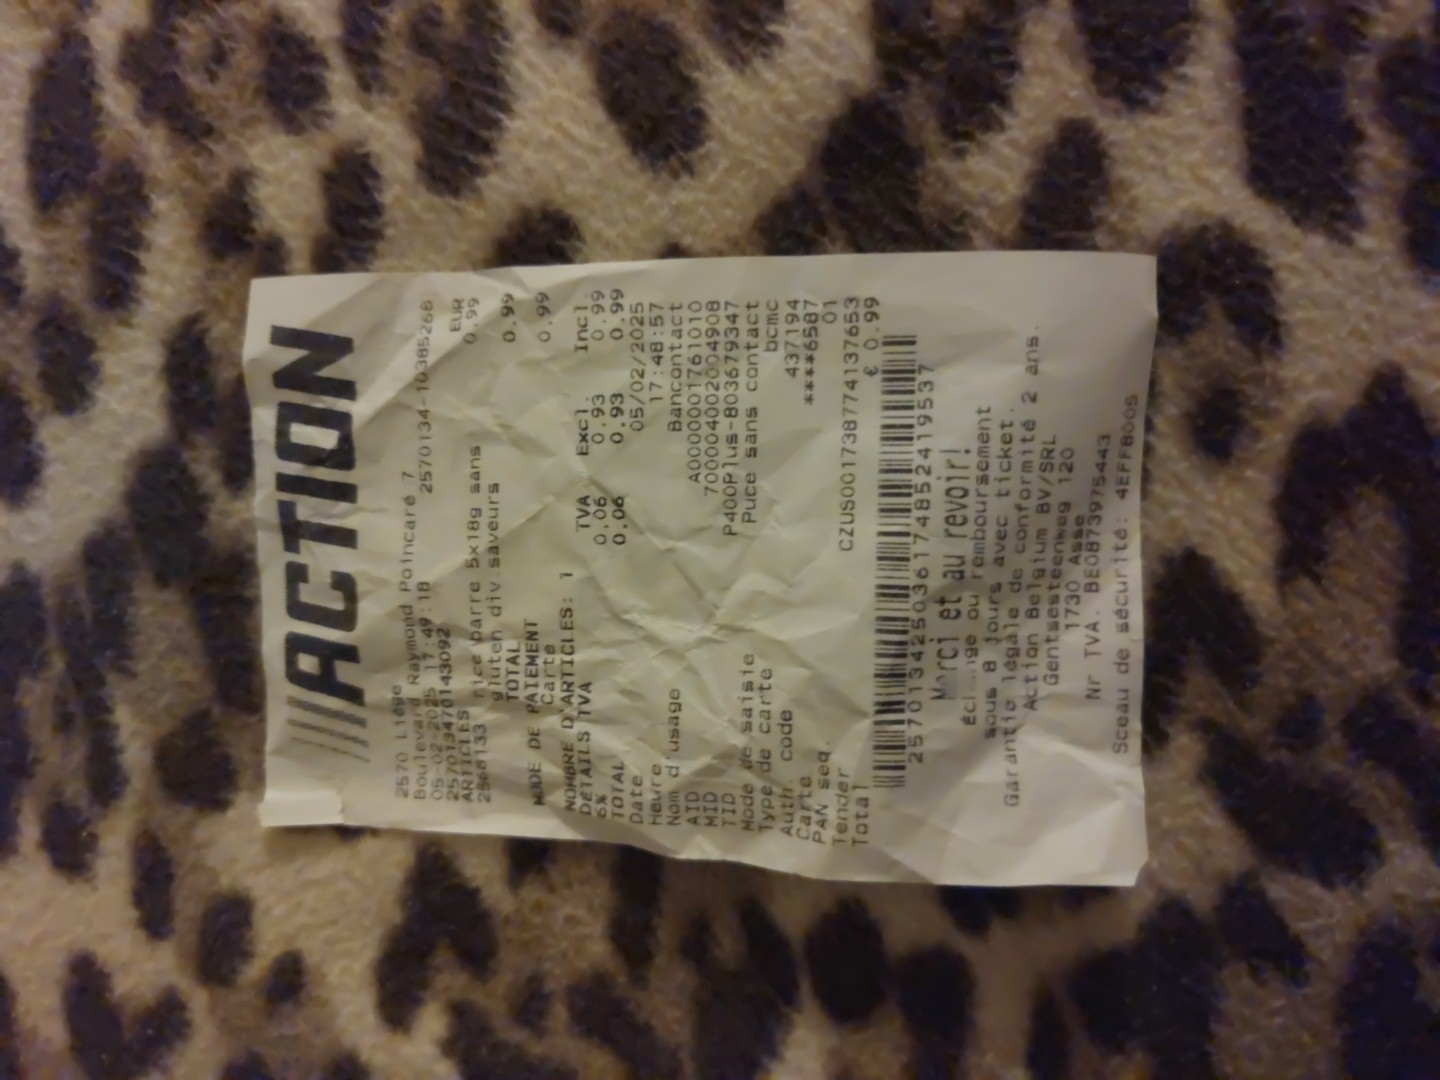 ACTION
2570 Liège
Boulevard Raymond Poincaré 7
05-02-2025 17:49:18 2570134-10385268
25701347070143092
ARTICLES EUR
rice barre 5x18g sans 0.99
gluten div saveurs
TOTAL 0.99
MODE DE PAIEMENT
Carte 0.99
NOMBRE D'ARTICLES: 1
DETAILS TVA TVA Excl. Incl.
6% 0.06 0.93 0.99
TOTAL 0.06 0.93 0.99
Date 05/02/2025
Heure 17:48:57
Nom d'usage Bancontact
AID A0000001761010
MID 70000400202004908
TID P400Plus-803679347
Mode de saisie Puce sans contact
Type de carte bcmc
Auth. code 437194
Carte ****6587
PAN seq. 01
Tender CZUS001738774137653
Total € 0.99
257013425036174852419537
Merci et au revoir!
Échange ou remboursement
sous 8 jours avec ticket.
Garantie légale de conformité 2 ans.
Action Belgium BV/SRL
Gentsesteenweg 120
1730 Asse
Nr TVA. BE0873975443
Sceau de sécurité: 4EFFB005